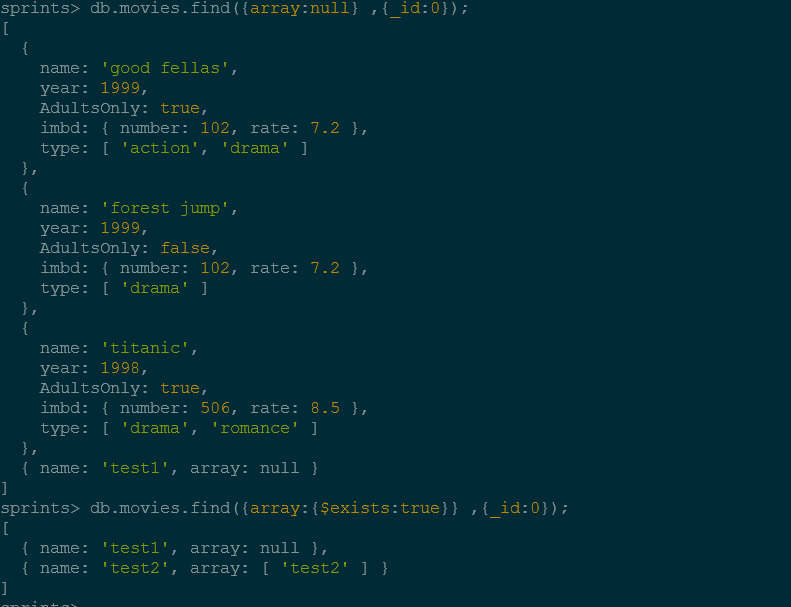 sprints> db.movies.find({array:null} ,{_id:0});
[
  {
    name: 'good fellas',
    year: 1999,
    AdultsOnly: true,
    imbd: { number: 102, rate: 7.2 },
    type: [ 'action', 'drama' ]
  },
  {
    name: 'forest jump',
    year: 1999,
    AdultsOnly: false,
    imbd: { number: 102, rate: 7.2 },
    type: [ 'drama' ]
  },
  {
    name: 'titanic',
    year: 1998,
    AdultsOnly: true,
    imbd: { number: 506, rate: 8.5 },
    type: [ 'drama', 'romance' ]
  },
  { name: 'test1', array: null }
]
sprints> db.movies.find({array:{$exists:true}} ,{_id:0});
[
  { name: 'test1', array: null },
  { name: 'test2', array: [ 'test2' ] }
]
sprints>